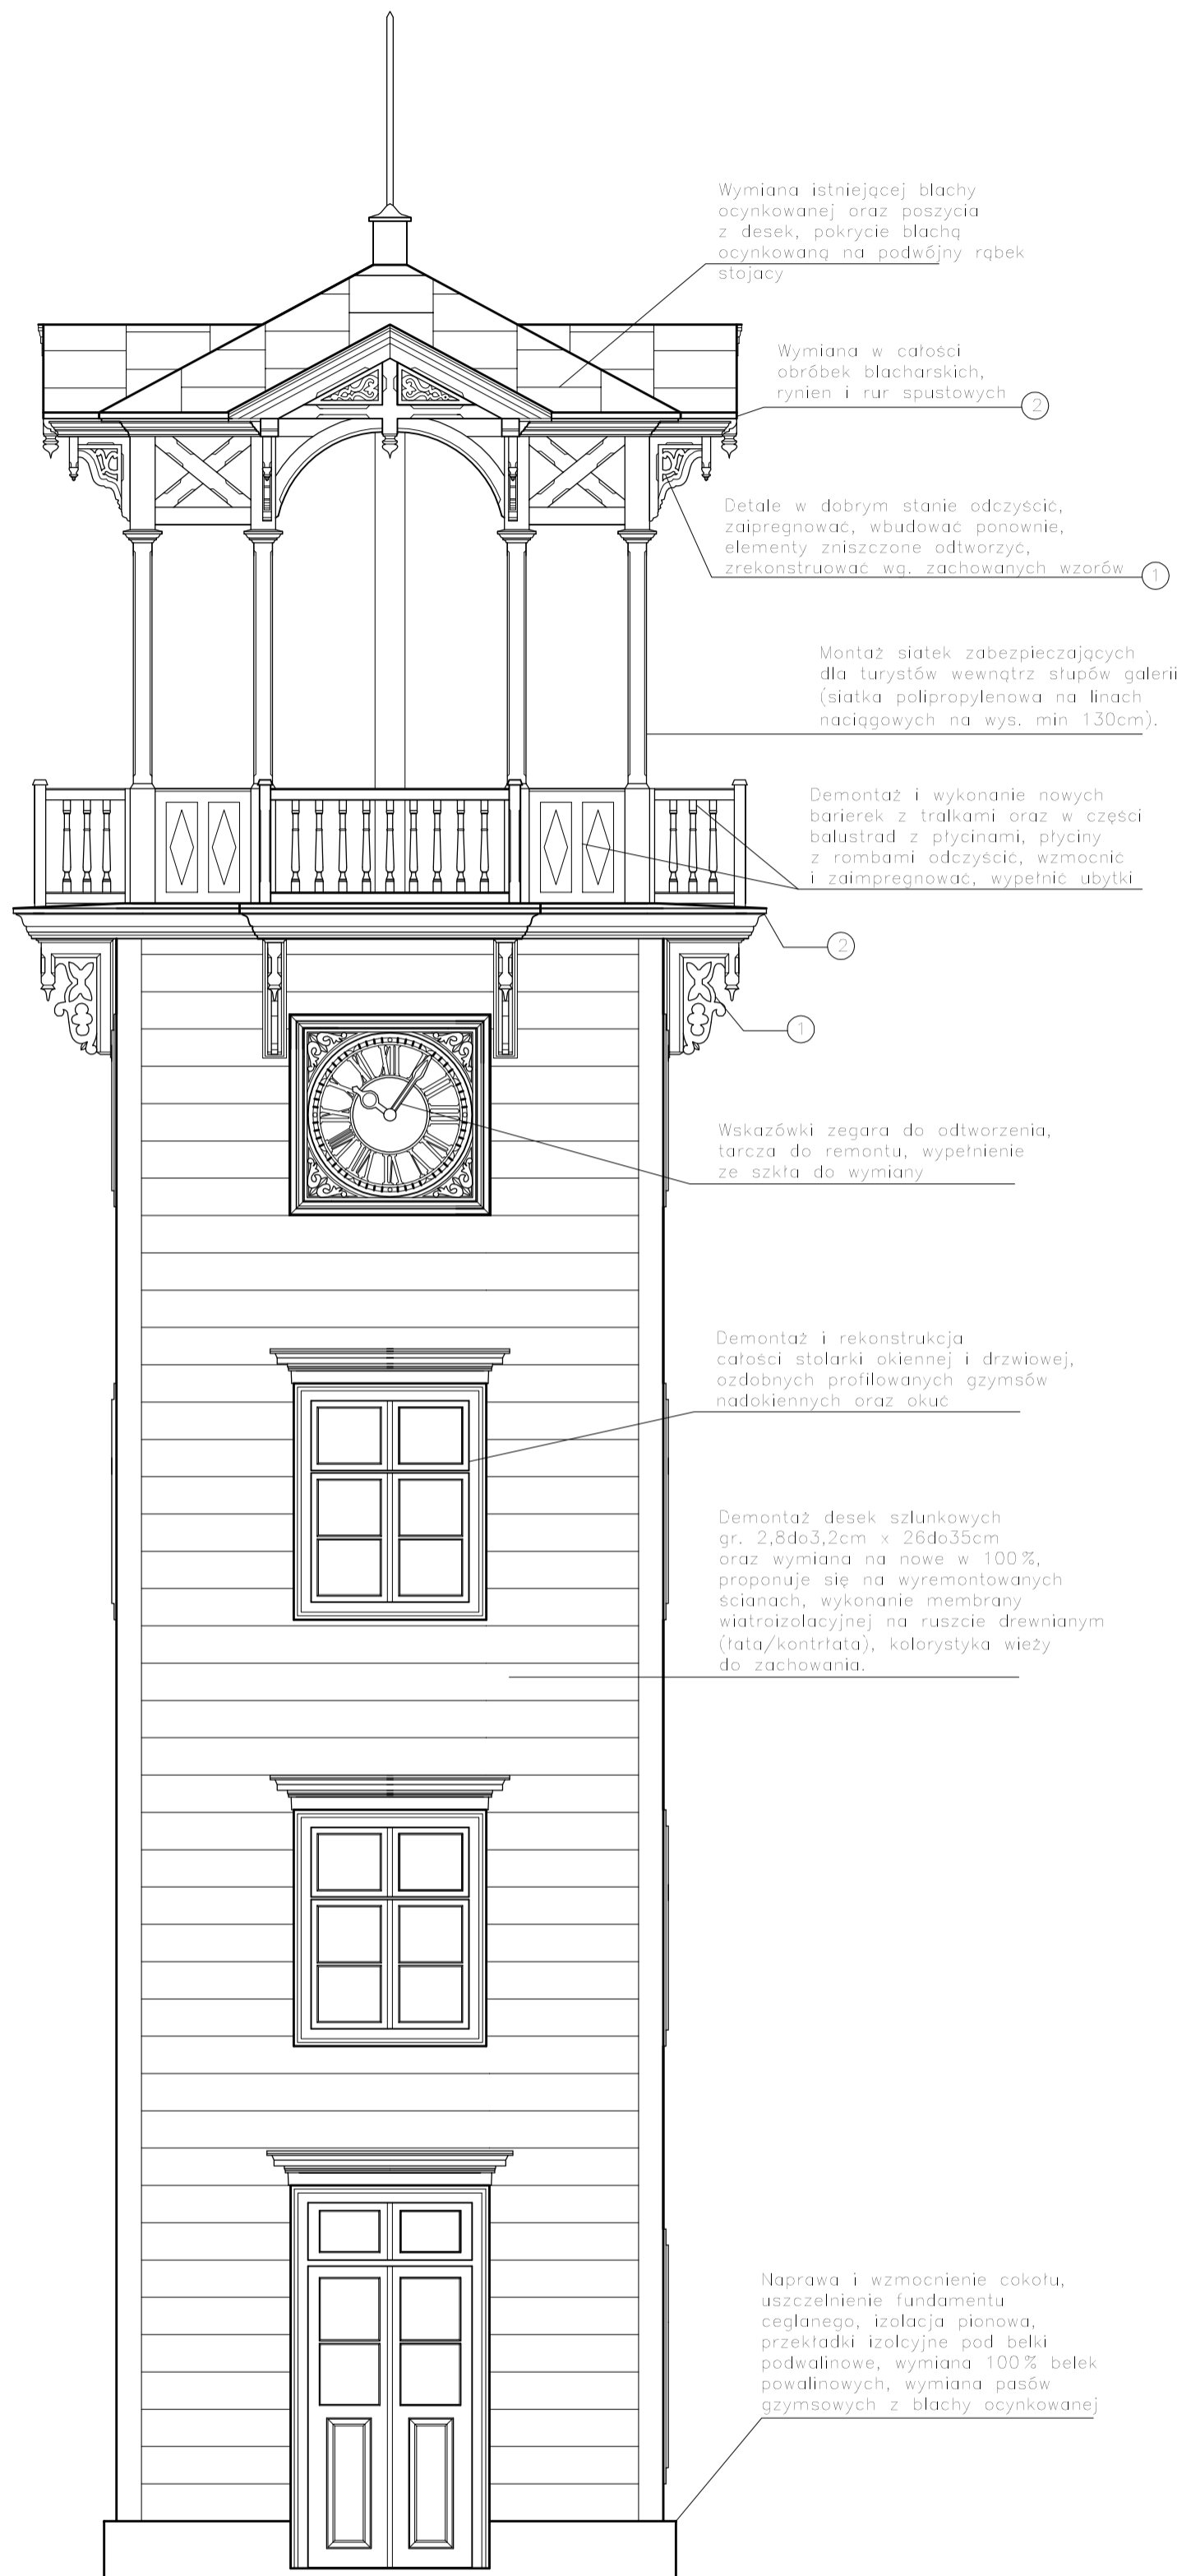 Wymiana istniejącej blachy
ocynkowanej oraz poszycia
z desek, pokrycie blachą
ocynkowaną na podwójny rąbek
stojacy
Wymiana w całości
obróbek blacharskich,
rynien i rur spustowych
2
Detale w dobrym stanie odczyścić,
zaipregnować, wbudować ponownie,
elementy zniszczone odtworzyć,
zrekonstruować wg. zachowanych wzorów
1
Montaż siatek zabezpieczających
dla turystów wewnątrz słupów galerii
(siatka polipropylenowa na linach
naciągowych na wys. min 130cm).
Demontaż i wykonanie nowych
barierek z tralkami oraz w części
balustrad z płycinami, płyciny
z rombami odczyścić, wzmocnić
i zaimpregnować, wypełnić ubytki
2
1
Wskazówki zegara do odtworzenia,
tarcza do remontu, wypełnienie
ze szkła do wymiany
Demontaż i rekonstrukcja
całości stolarki okiennej i drzwiowej,
ozdobnych profilowanych gzymsów
nadokiennych oraz okuć
Demontaż desek szlunkowych
gr. 2,8do3,2cm x 26do35cm
oraz wymiana na nowe w 100%,
proponuje się na wyremontowanych
ścianach, wykonanie membrany
wiatroizolacyjnej na ruszcie drewnianym
(łata/kontrłata), kolorystyka wieży
do zachowania.
Naprawa i wzmocnienie cokołu,
uszczelnienie fundamentu
ceglanego, izolacja pionowa,
przekładki izolcyjne pod belki
podwalinowe, wymiana 100% belek
powalinowych, wymiana pasów
gzymsowych z blachy ocynkowanej